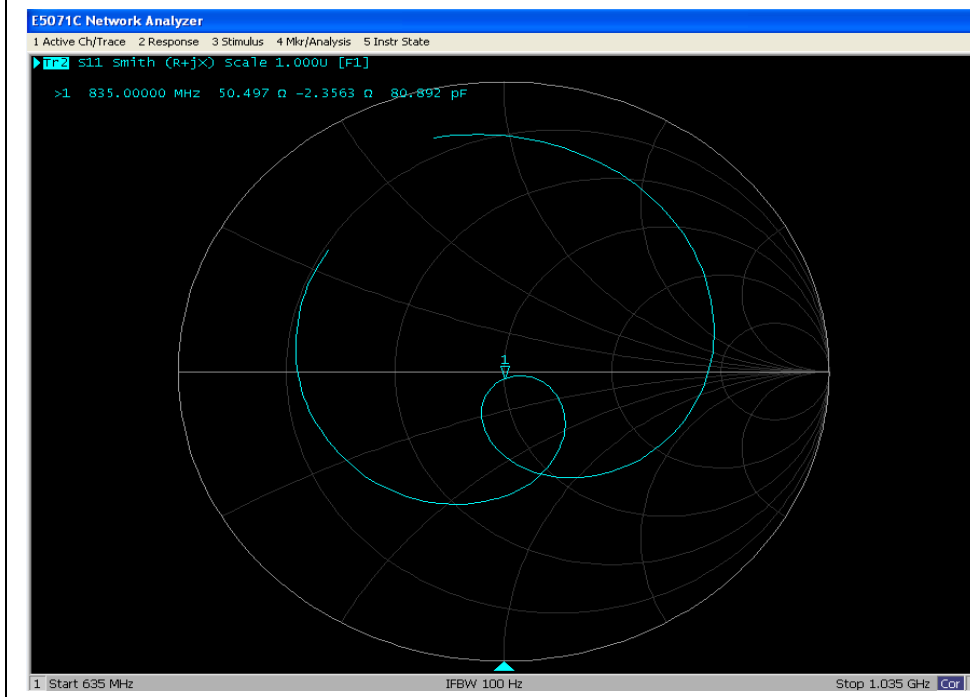 E5071C Network Analyzer
1 Active Ch/Trace 2 Response 3 Stimulus 4 Mkr/Analysis 5 Instr State
Tr2 S11 Smith (R+jX) Scale 1.000U [F1]
>1 835.00000 MHz 50.497 Ω -2.3563 Ω 80.892 pF
1
1 Start 635 MHz IFBW 100 Hz Stop 1.035 GHz Cor